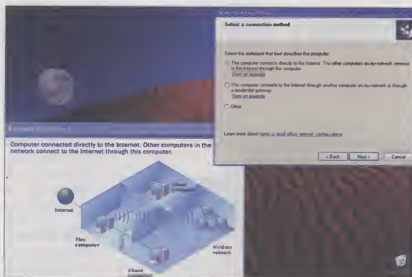 Select a connection method
Select the statement that best describes this computer:
This computer connects directly to the Internet. The other computers on my network connect
to the Internet through this computer.
View an example.
This computer connects to the Internet through another computer on my network or through
a residential gateway.
View an example.
Other
Learn more about home or small office network configurations.
< Back
Next >
Cancel
Computer connected directly to the Internet. Other computers in the
network connect to the Internet through this computer.
Internet
This
computer
Client
Wireless
network
Client